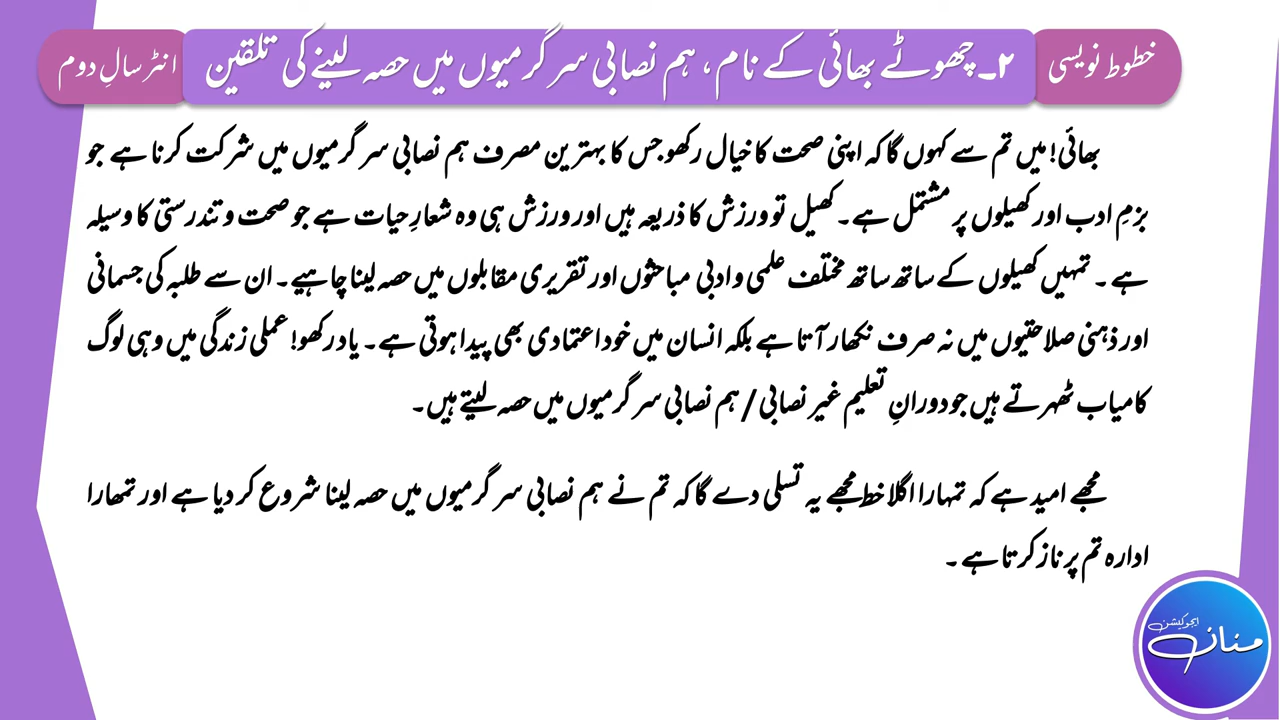 خطوط نویسی
۲۔ چھوٹے بھائی کے نام، ہم نصابی سرگرمیوں میں حصہ لینے کی تلقین
انٹر سالِ دوم
بھائی! میں تم سے کہوں گا کہ اپنی صحت کا خیال رکھو جس کا بہترین مصرف ہم نصابی سرگرمیوں میں شرکت کرنا ہے جو
بزمِ ادب اور کھیلوں پر مشتمل ہے۔ کھیل تو ورزش کا ذریعہ ہیں اور ورزش ہی وہ شعارِ حیات ہے جو صحت و تندرستی کا وسیلہ
ہے۔ تمہیں کھیلوں کے ساتھ ساتھ مختلف علمی و ادبی مباحثوں اور تقریری مقابلوں میں حصہ لینا چاہیے۔ ان سے طلبہ کی جسمانی
اور ذہنی صلاحتیوں میں نہ صرف نکھار آتا ہے بلکہ انسان میں خود اعتمادی بھی پیدا ہوتی ہے۔ یاد رکھو! عملی زندگی میں وہی لوگ
کامیاب ٹھہرتے ہیں جو دورانِ تعلیم غیر نصابی / ہم نصابی سرگرمیوں میں حصہ لیتے ہیں۔
مجھے امید ہے کہ تمہارا اگلا خط مجھے یہ تسلی دے گا کہ تم نے ہم نصابی سرگرمیوں میں حصہ لینا شروع کر دیا ہے اور تمھارا
ادارہ تم پر ناز کرتا ہے۔
ایجوکیشن
منان